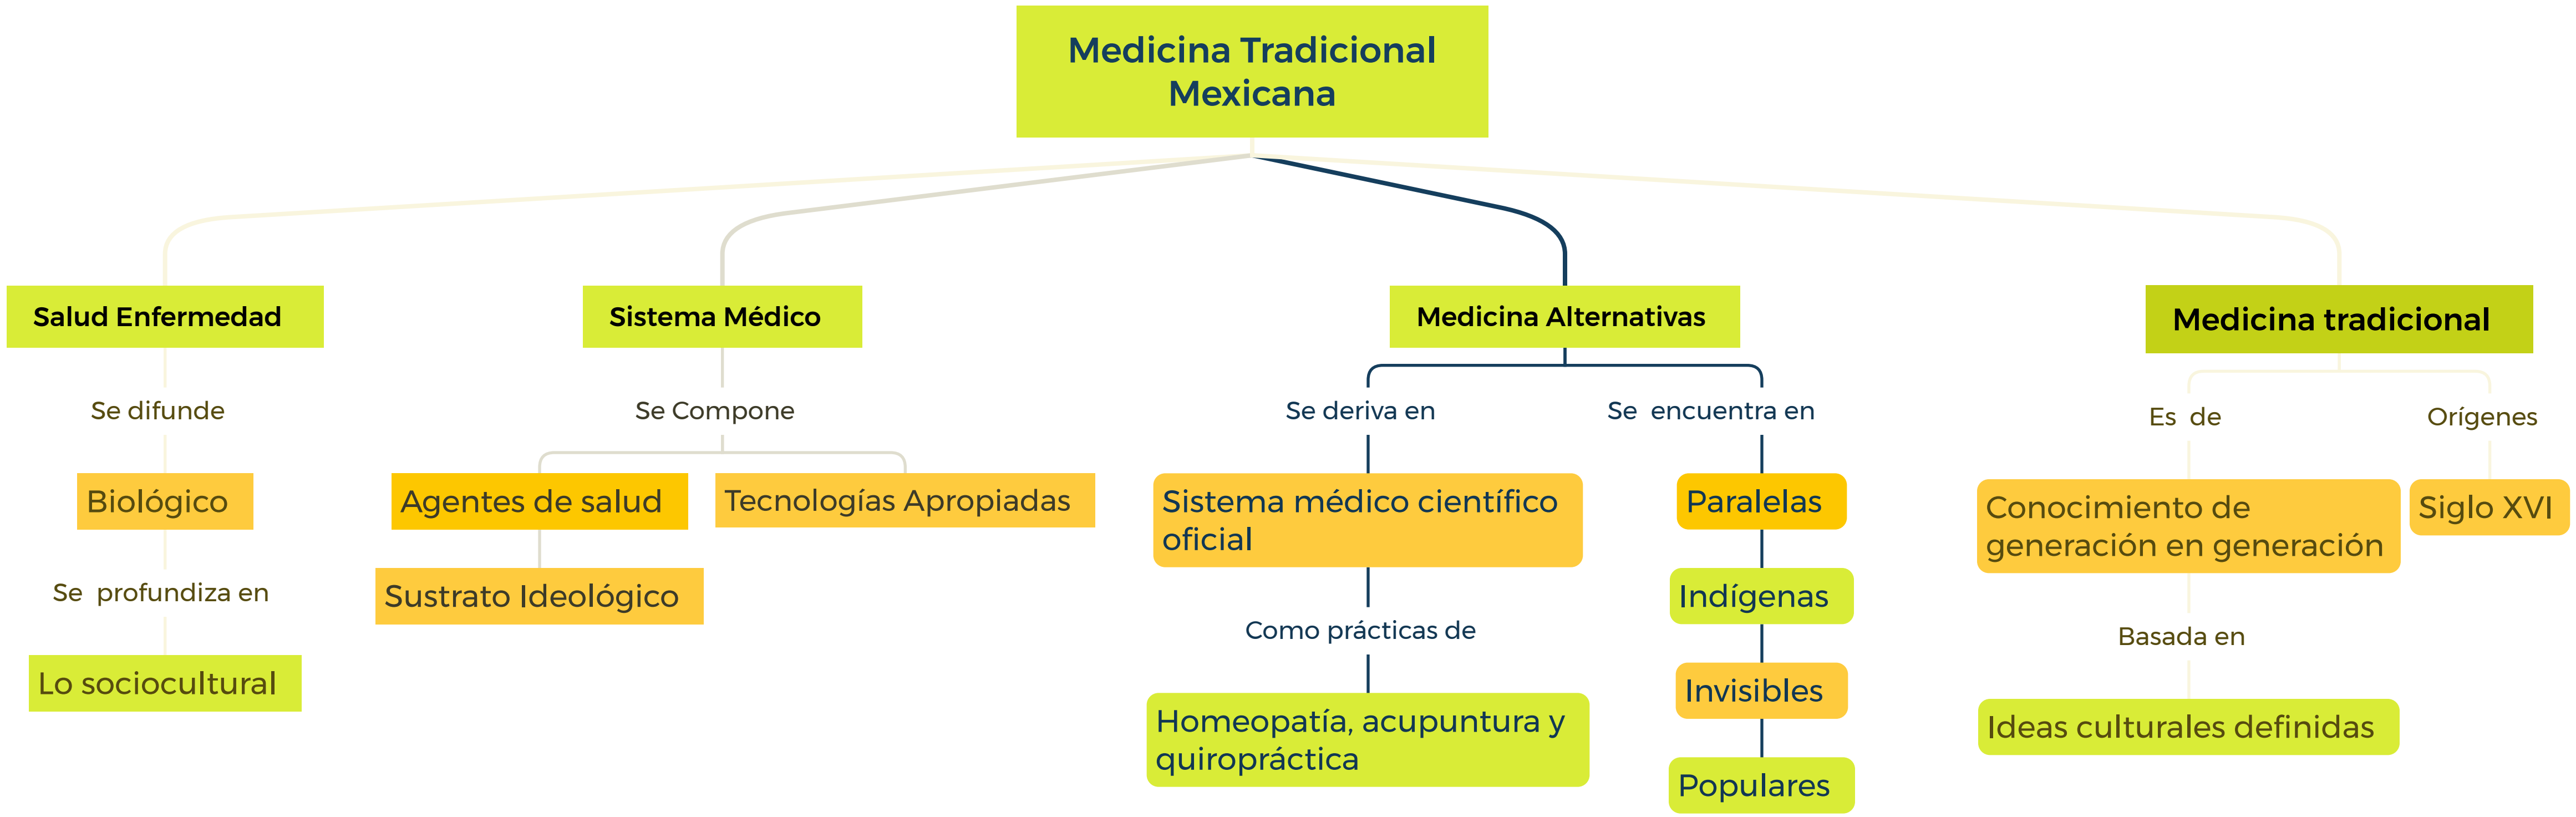 Medicina Tradicional
Mexicana
Salud Enfermedad
Sistema Médico
Medicina Alternativas
Medicina tradicional
Se difunde
Se Compone
Se deriva en
Se encuentra en
Es de
Orígenes
Biológico
Agentes de salud
Tecnologías Apropiadas
Sistema médico científico
oficial
Paralelas
Conocimiento de
generación en generación
Siglo XVI
Se profundiza en
Sustrato Ideológico
Indígenas
Como prácticas de
Basada en
Lo sociocultural
Invisibles
Homeopatía, acupuntura y
quiropráctica
Ideas culturales definidas
Populares